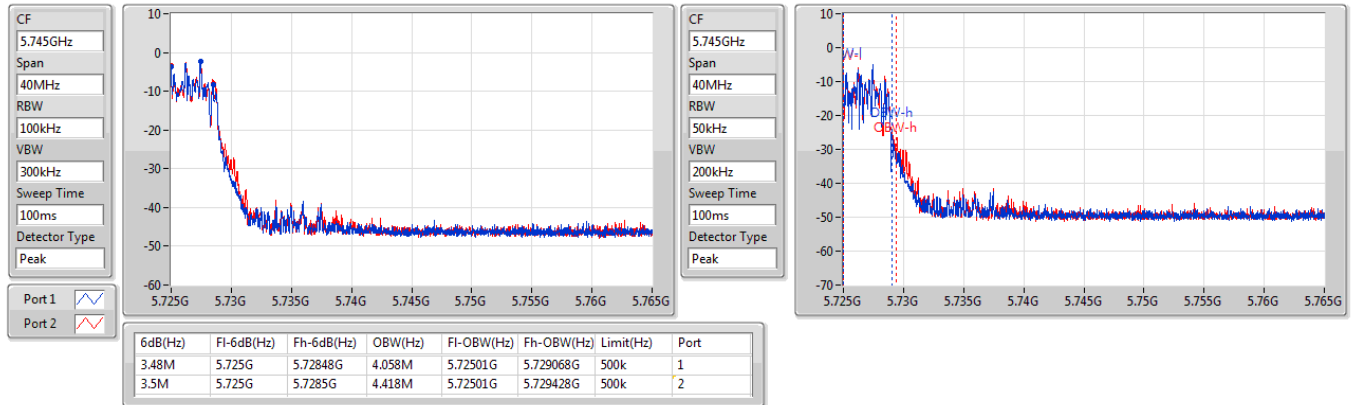 CF
5.745GHz
Span
40MHz
RBW
100kHz
VBW
300kHz
Sweep Time
100ms
Detector Type
Peak
Port 1
Port 2
10
0
-10
-20
-30
-40
-50
-60
5.725G 5.73G 5.735G 5.74G 5.745G 5.75G 5.755G 5.76G 5.765G
CF
5.745GHz
Span
40MHz
RBW
50kHz
VBW
200kHz
Sweep Time
100ms
Detector Type
Peak
10
0
-10
-20
-30
-40
-50
-60
-70
W-l
OBW-h
OBW-h
5.725G 5.73G 5.735G 5.74G 5.745G 5.75G 5.755G 5.76G 5.765G
6dB(Hz) Fl-6dB(Hz) Fh-6dB(Hz) OBW(Hz) Fl-OBW(Hz) Fh-OBW(Hz) Limit(Hz) Port
3.48M 5.725G 5.72848G 4.058M 5.72501G 5.729068G 500k 1
3.5M 5.725G 5.7285G 4.418M 5.72501G 5.729428G 500k 2